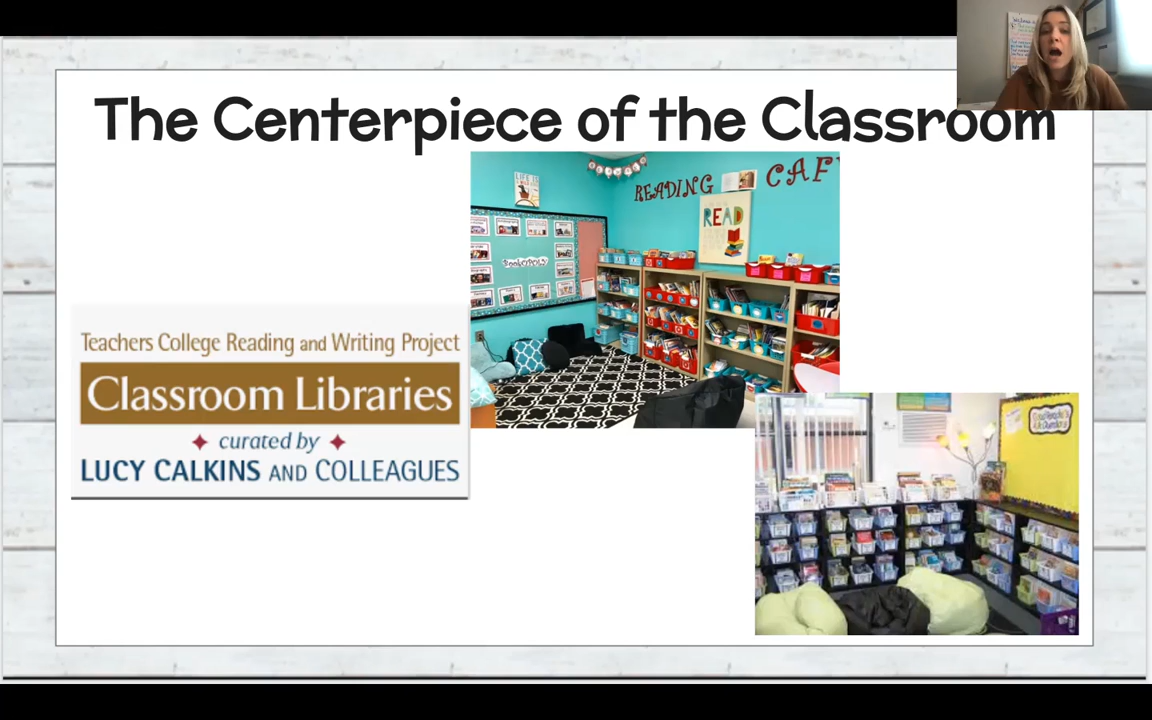 The Centerpiece of the Classroom
READING
READ
Teachers College Reading and Writing Project
Classroom Libraries
curated by
LUCY CALKINS AND COLLEAGUES